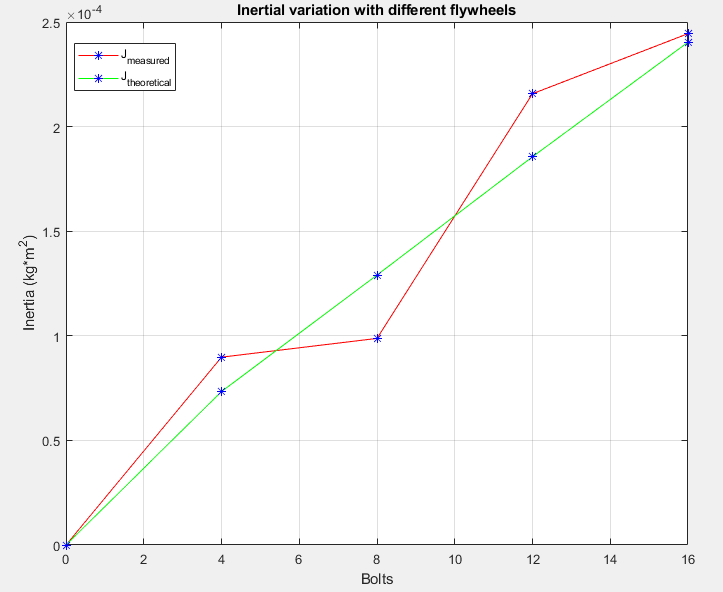 Inertial variation with different flywheels
×10⁻⁴
2.5
2
1.5
1
0.5
0
Inertia (kg*m²)
J_measured
J_theoretical
0 2 4 6 8 10 12 14 16
Bolts